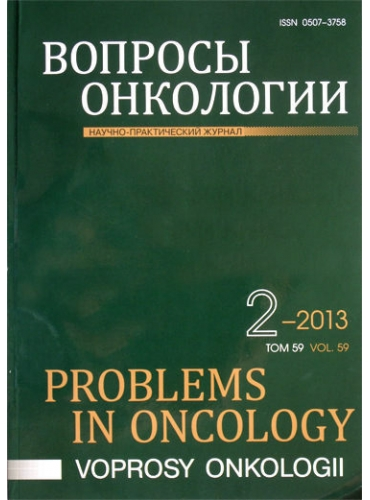 ISSN 0507-3758
ВОПРОСЫ
ОНКОЛОГИИ
НАУЧНО-ПРАКТИЧЕСКИЙ ЖУРНАЛ
2-2013
ТОМ 59 VOL. 59
PROBLEMS
IN ONCOLOGY
VOPROSY ONKOLOGII